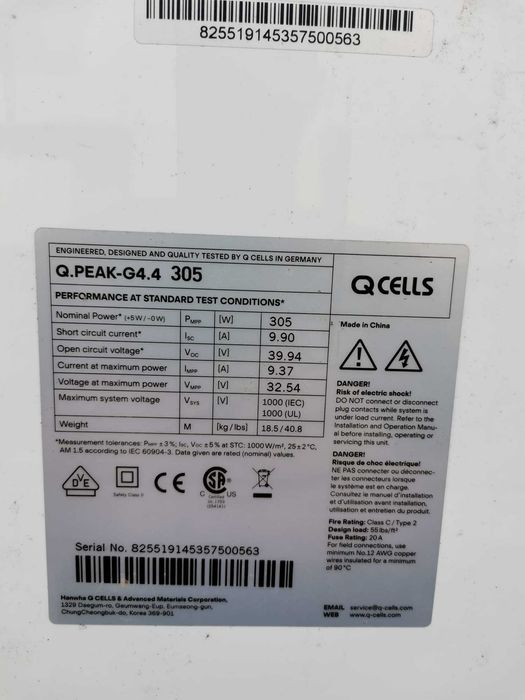 825519145357500563
ENGINEERED, DESIGNED AND QUALITY TESTED BY Q CELLS IN GERMANY
Q.PEAK-G4.4 305
Q CELLS
PERFORMANCE AT STANDARD TEST CONDITIONS*
Nominal Power* (+5W/-0W) PMPP [W] 305
Short circuit current* ISC [A] 9.90
Open circuit voltage* VOC [V] 39.94
Current at maximum power IMPP [A] 9.37
Voltage at maximum power VMPP [V] 32.54
Maximum system voltage VSYS [V] 1000 (IEC)
1000 (UL)
Weight M [kg/lbs] 18.5/40.8
*Measurement tolerances: PMPP ±3%; ISC, VOC ±5% at STC: 1000W/m², 25±2°C,
AM 1.5 according to IEC 60904-3. Data given are rated (nominal) values.
DVE
Safety Class II
CE
C US
Certified
UL 1703
Serial No. 825519145357500563
Hanwha Q CELLS & Advanced Materials Corporation.
1329 Daegum-ro, Geumwang-Eup, Eumseong-gun,
ChungCheongbuk-do, Korea 369-901
Made in China
DANGER!
Risk of electric shock!
DO NOT connect or disconnect
plug contacts while system is
under load current. Refer to the
Installation and Operation Manu-
al before installing, operating or
servicing this unit.
DANGER!
Risque de choc électrique!
NE PAS connecter ou déconnec-
ter les connecteurs lorsque
le système est en charge.
Consultez le manuel d'installation
et d'utilisation avant installation,
utilisation et entretien du produit.
Fire Rating: Class C / Type 2
Design load: 55 lbs/ft²
Fuse Rating: 20A
For field connections, use
minimum No.12 AWG copper
wires insulated for a minimum
of 90°C
EMAIL service@q-cells.com
WEB www.q-cells.com